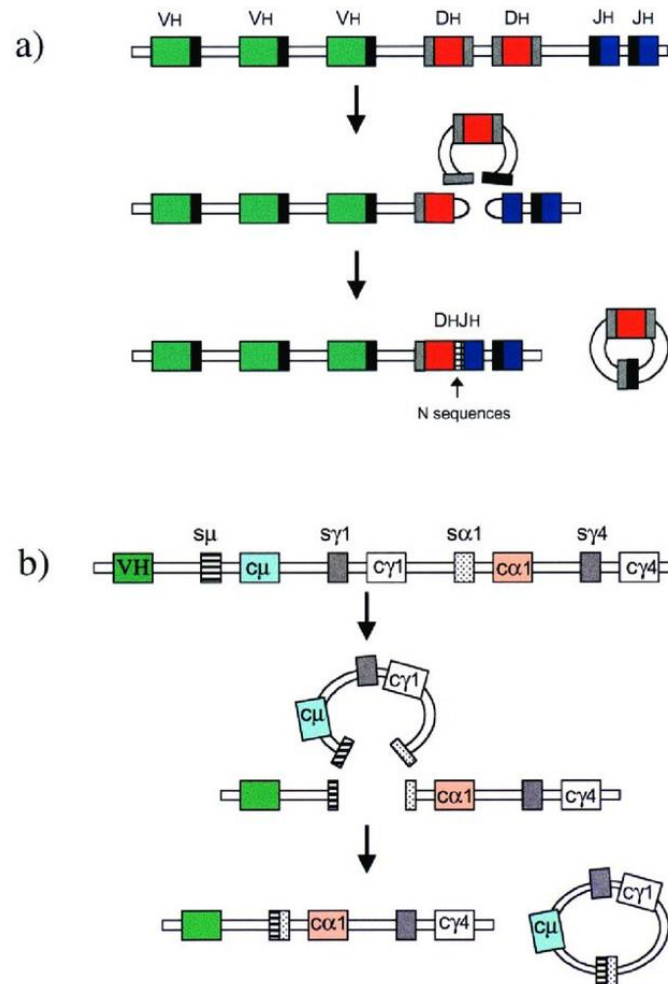 a)
VH VH VH DH DH JH JH
DHJH
N sequences
b)
sμ sγ1 sα1 sγ4
VH cμ cγ1 cα1 cγ4
cγ1
cμ
cα1 cγ4
cγ1
cα1 cγ4 cμ